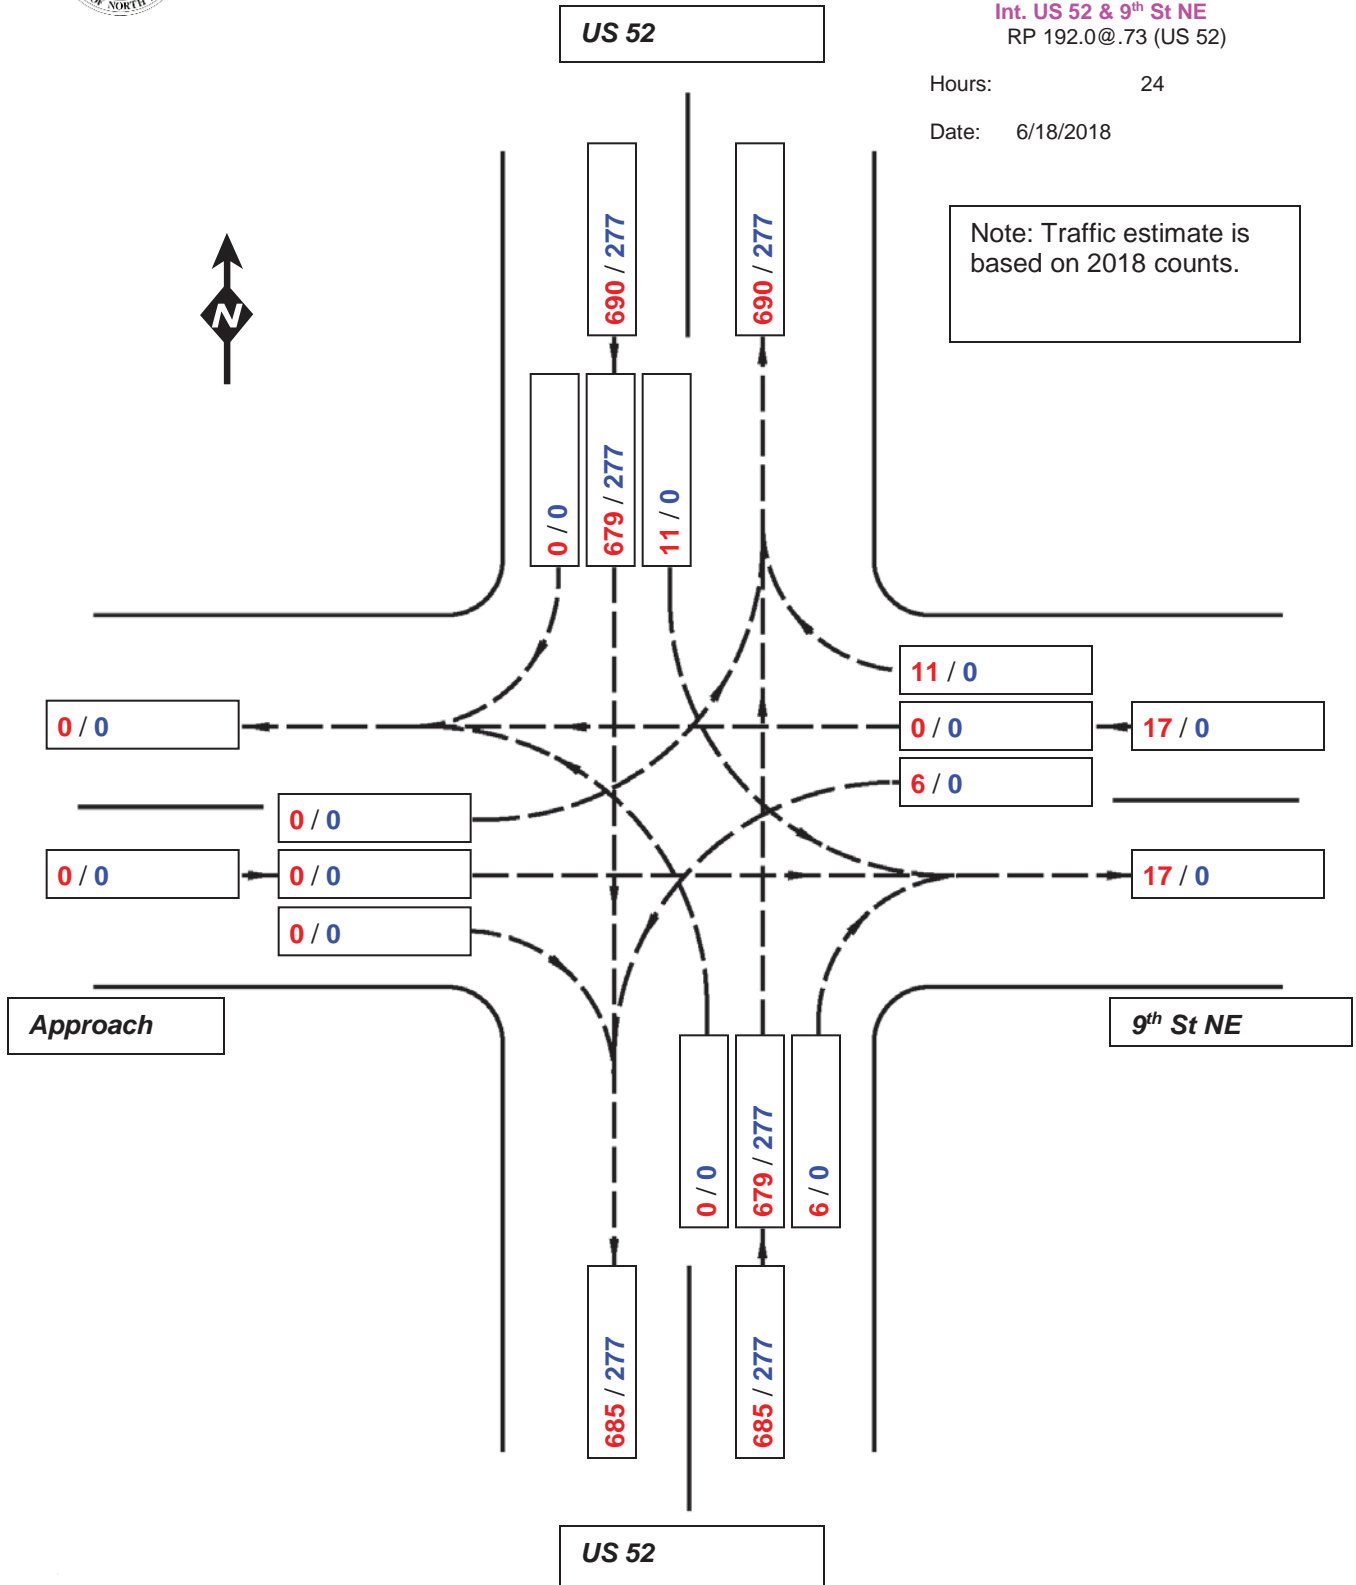 OF NORTH
US 52
Int. US 52 & 9th St NE
RP 192.0@.73 (US 52)
Hours: 24
Date: 6/18/2018
Note: Traffic estimate is
based on 2018 counts.
N
690 / 277
690 / 277
0 / 0
679 / 277
11 / 0
11 / 0
0 / 0
0 / 0
17 / 0
6 / 0
0 / 0
0 / 0
0 / 0
17 / 0
0 / 0
Approach
9th St NE
0 / 0
679 / 277
6 / 0
685 / 277
685 / 277
US 52